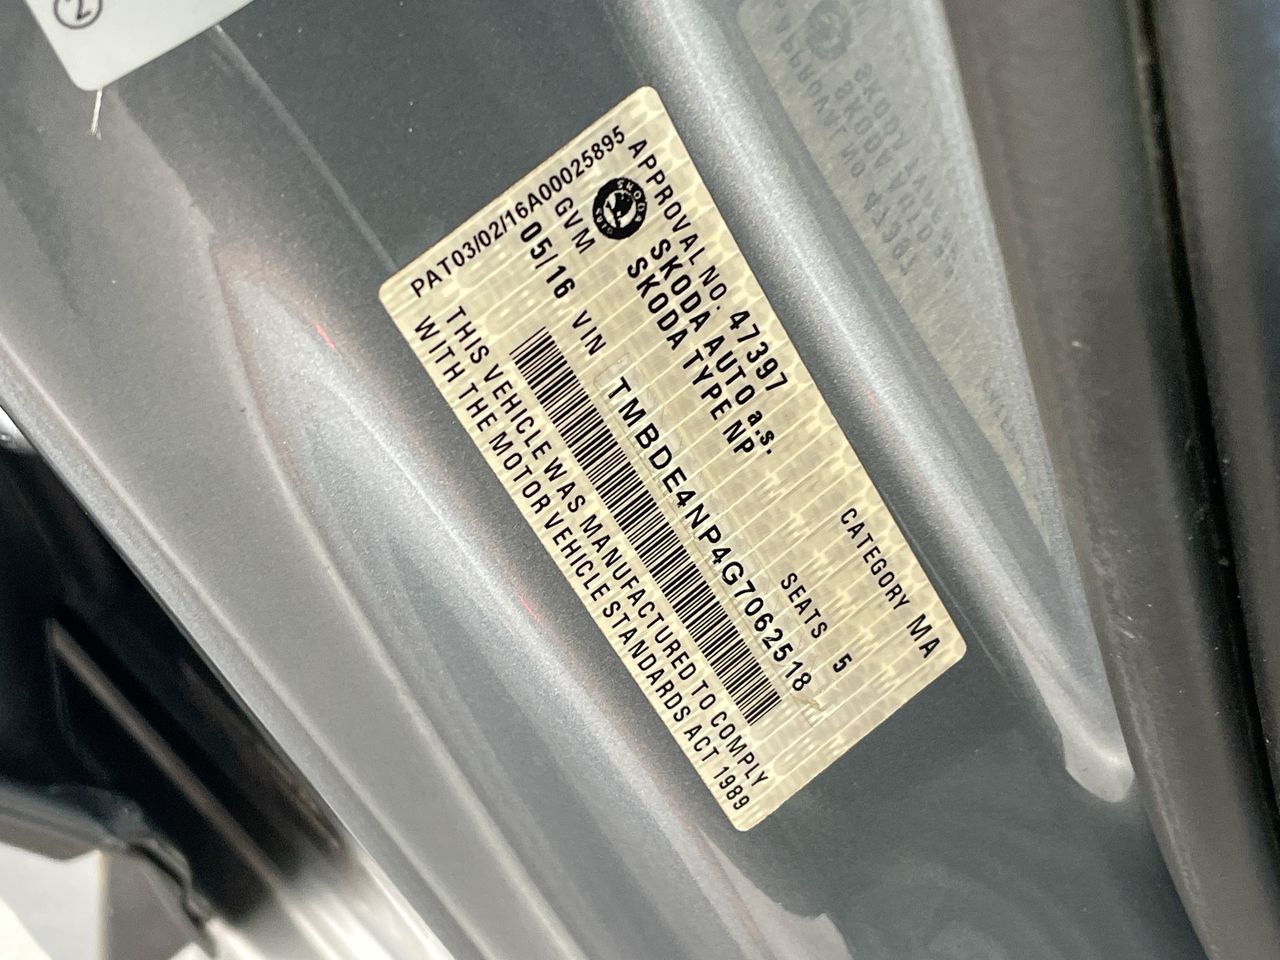 PAT03/02/16A00025895
APPROVAL NO. 47397
SKODA AUTO a.s.
SKODA TYPE NP
CATEGORY MA
GVM
05/16
SEATS 5
VIN TMBDE4NP4G7062518
THIS VEHICLE WAS MANUFACTURED TO COMPLY
WITH THE MOTOR VEHICLE STANDARDS ACT 1989
SKODA